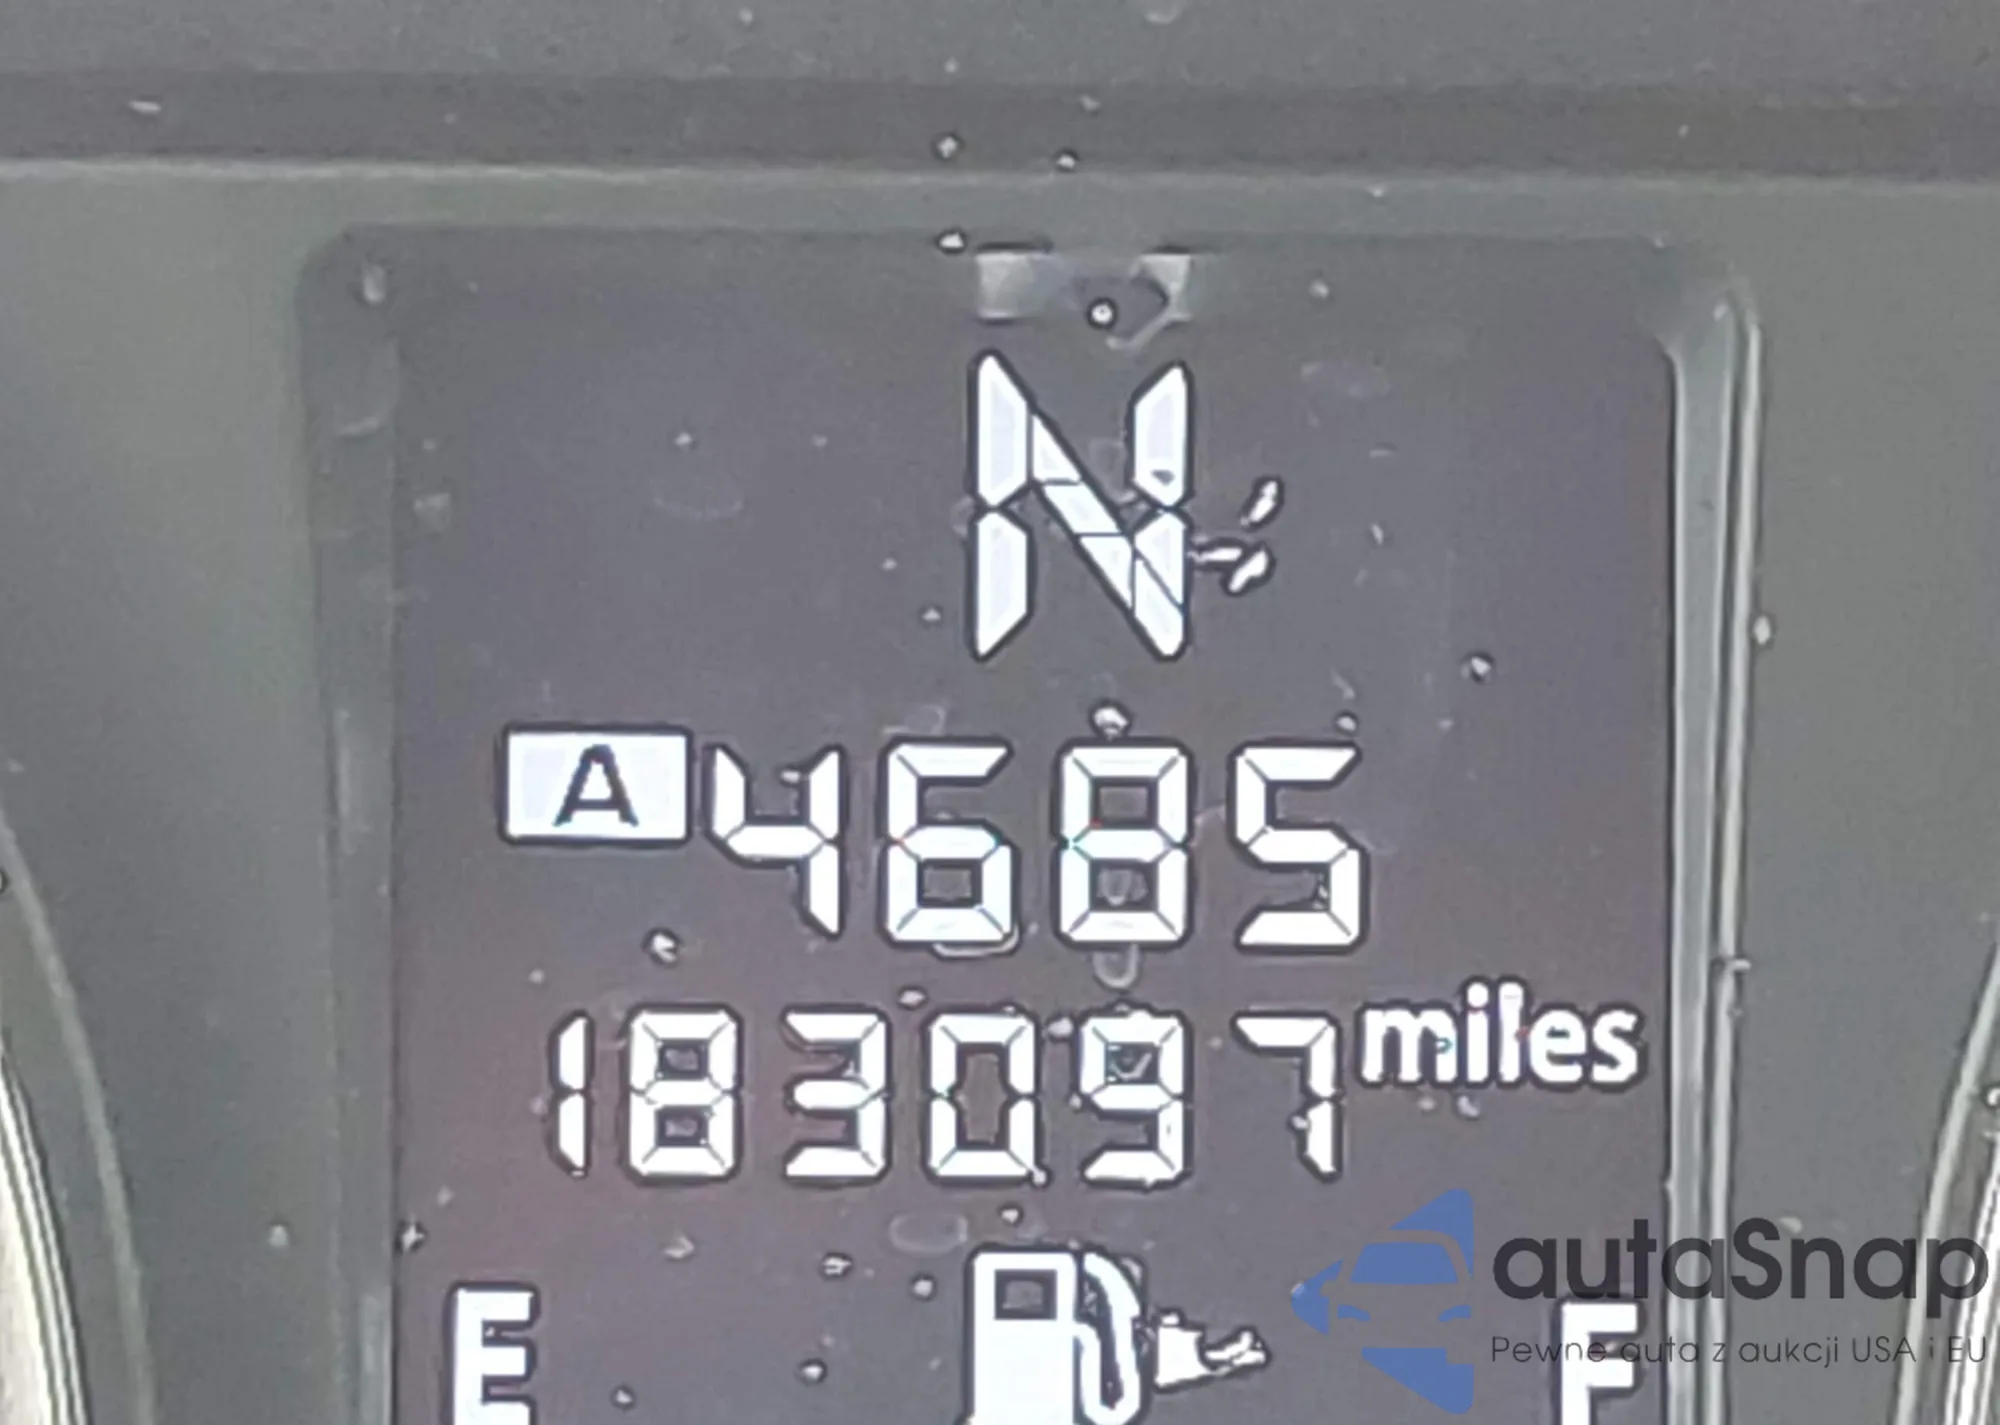 N
A 4685
183097 miles
E F
autaSnap
Pewne auta z aukcji USA i EU